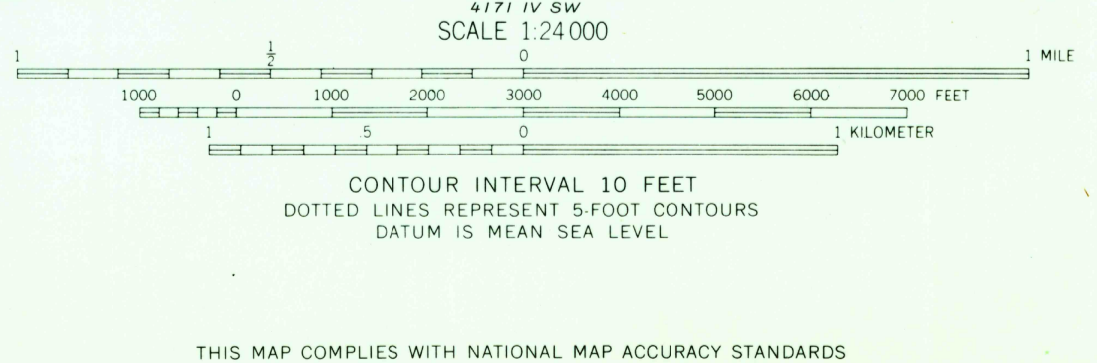 4171 IV SW
SCALE 1:24 000
1 1/2 0 1 MILE
1000 0 1000 2000 3000 4000 5000 6000 7000 FEET
1 .5 0 1 KILOMETER
CONTOUR INTERVAL 10 FEET
DOTTED LINES REPRESENT 5-FOOT CONTOURS
DATUM IS MEAN SEA LEVEL
THIS MAP COMPLIES WITH NATIONAL MAP ACCURACY STANDARDS